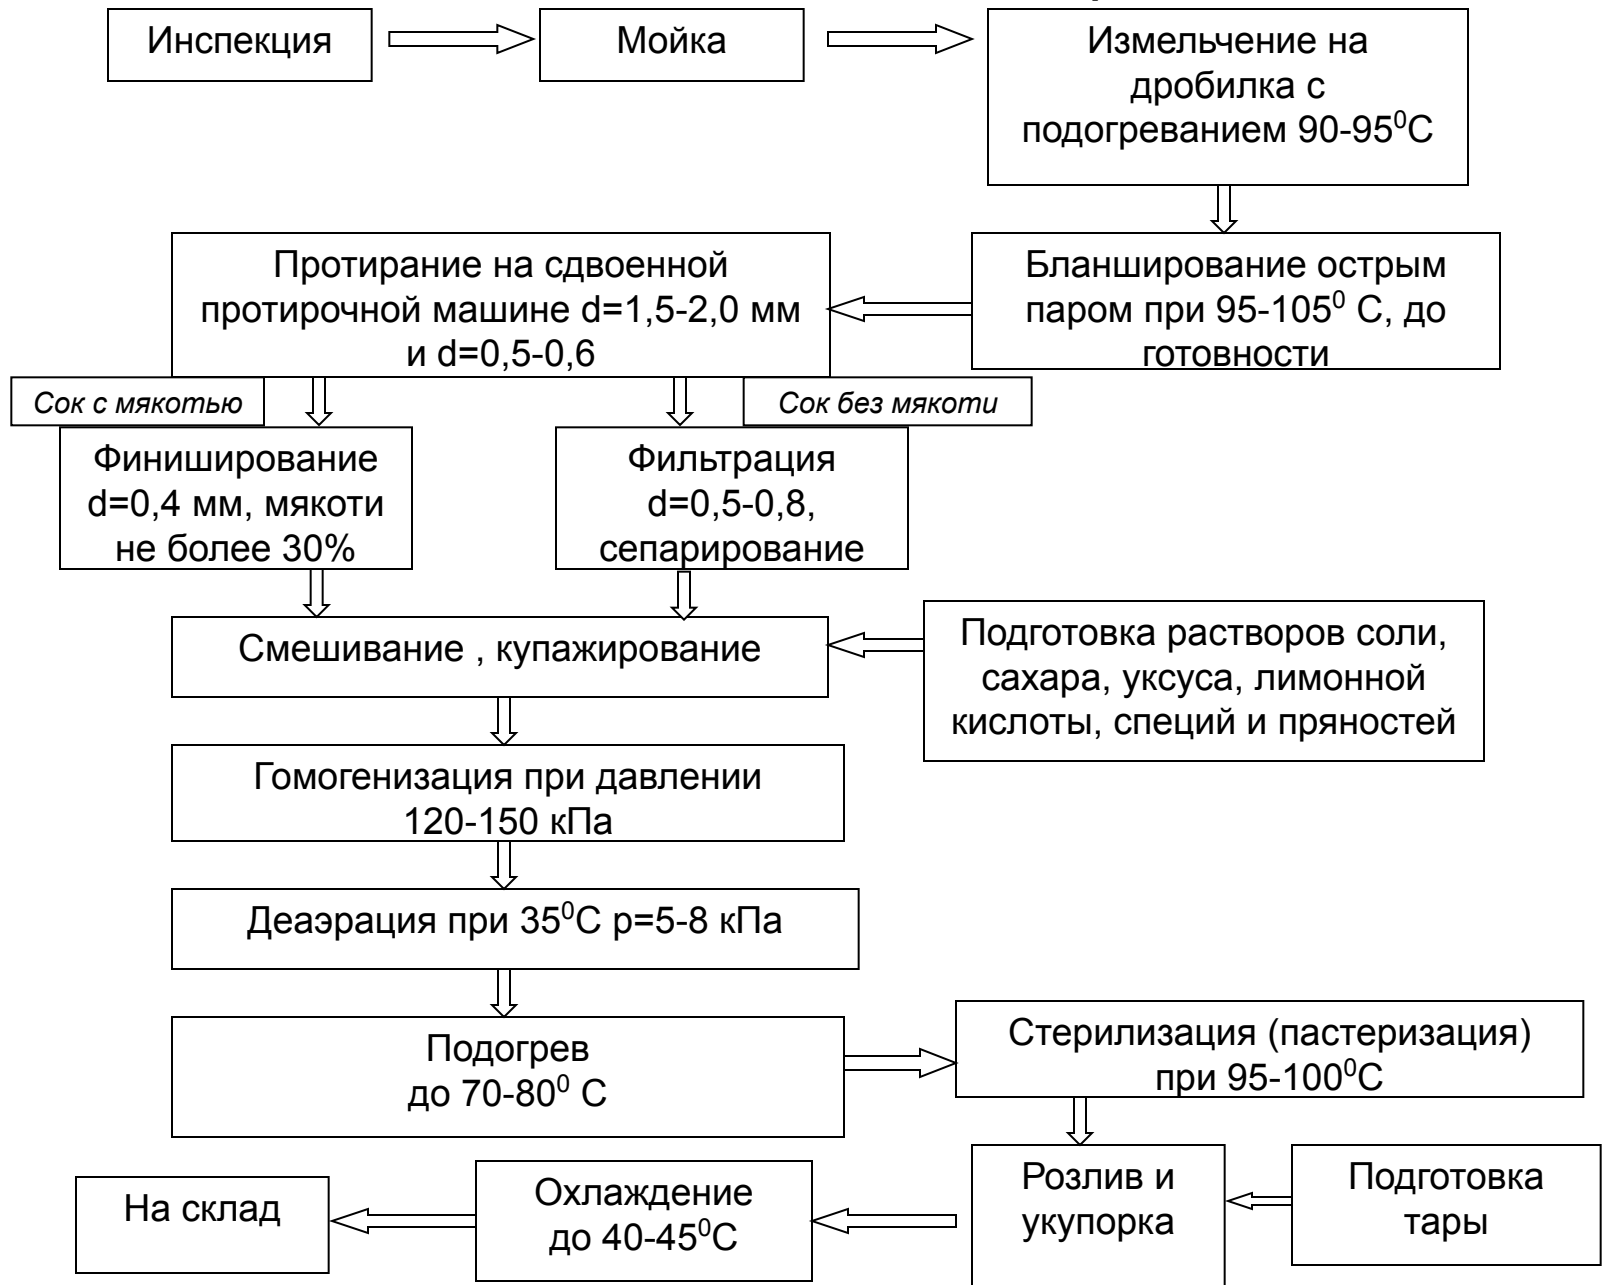 Инспекция
Мойка
Измельчение на
дробилка с
подогреванием 90-95⁰С
Бланширование острым
паром при 95-105⁰ С, до
готовности
Протирание на сдвоенной
протирочной машине d=1,5-2,0 мм
и d=0,5-0,6
Сок с мякотью
Сок без мякоти
Финиширование
d=0,4 мм, мякоти
не более 30%
Фильтрация
d=0,5-0,8,
сепарирование
Смешивание , купажирование
Подготовка растворов соли,
сахара, уксуса, лимонной
кислоты, специй и пряностей
Гомогенизация при давлении
120-150 кПа
Деаэрация при 35⁰С р=5-8 кПа
Подогрев
до 70-80⁰ С
Стерилизация (пастеризация)
при 95-100⁰С
Розлив и
укупорка
Подготовка
тары
Охлаждение
до 40-45⁰С
На склад